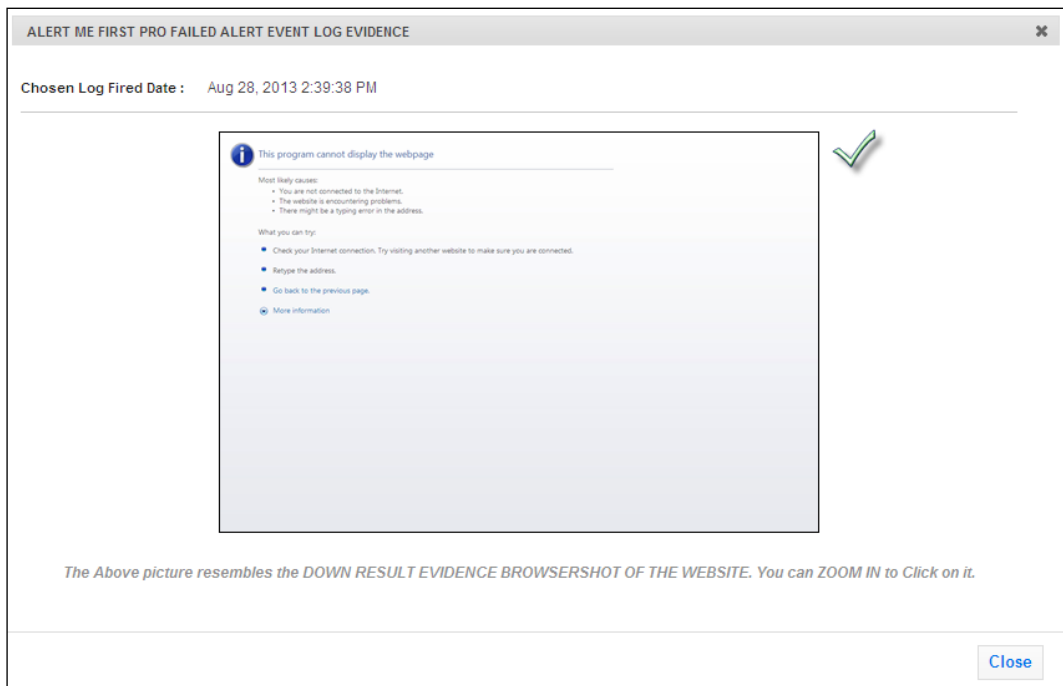 ALERT ME FIRST PRO FAILED ALERT EVENT LOG EVIDENCE
Chosen Log Fired Date : Aug 28, 2013 2:39:38 PM
This program cannot display the webpage
Most likely causes:
• You are not connected to the Internet.
• The website is encountering problems.
• There might be a typing error in the address.
What you can try:
• Check your Internet connection. Try visiting another website to make sure you are connected.
• Retype the address.
• Go back to the previous page.
More information
The Above picture resembles the DOWN RESULT EVIDENCE BROWSERSHOT OF THE WEBSITE. You can ZOOM IN to Click on it.
Close